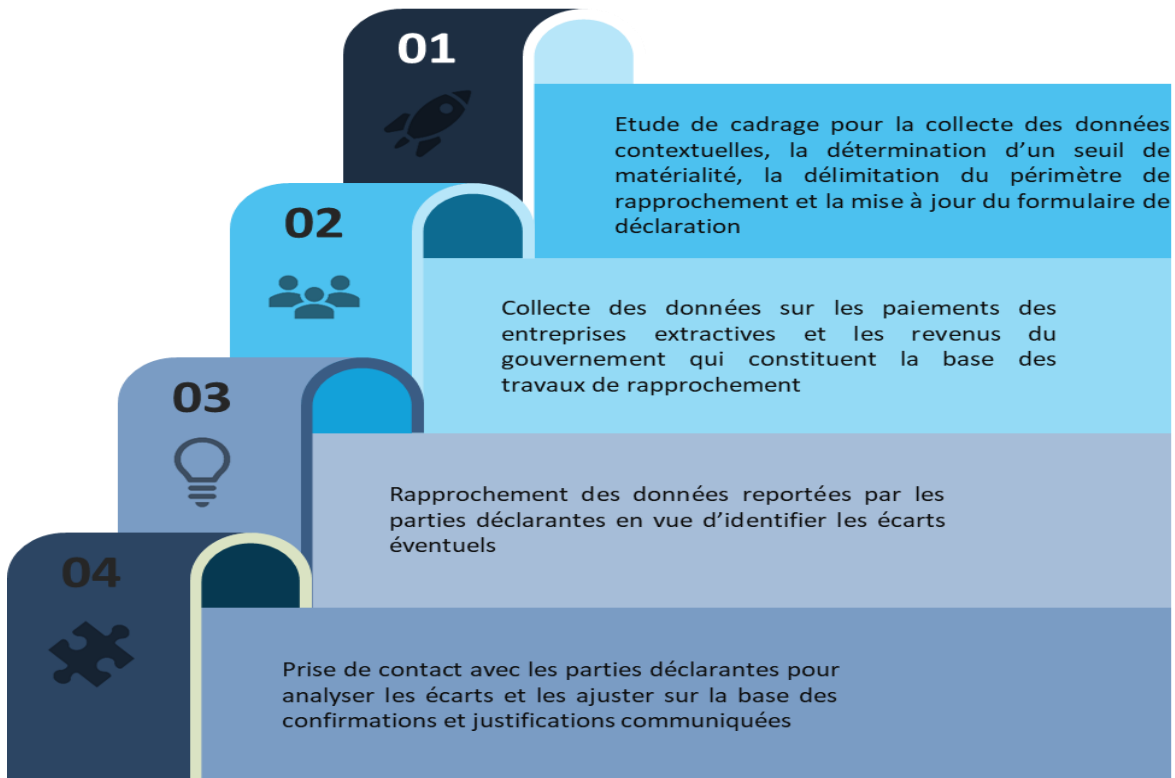 01
Etude de cadrage pour la collecte des données
contextuelles, la détermination d’un seuil de
matérialité, la délimitation du périmètre de
rapprochement et la mise à jour du formulaire de
déclaration
02
Collecte des données sur les paiements des
entreprises extractives et les revenus du
gouvernement qui constituent la base des
travaux de rapprochement
03
Rapprochement des données reportées par les
parties déclarantes en vue d’identifier les écarts
éventuels
04
Prise de contact avec les parties déclarantes pour
analyser les écarts et les ajuster sur la base des
confirmations et justifications communiquées